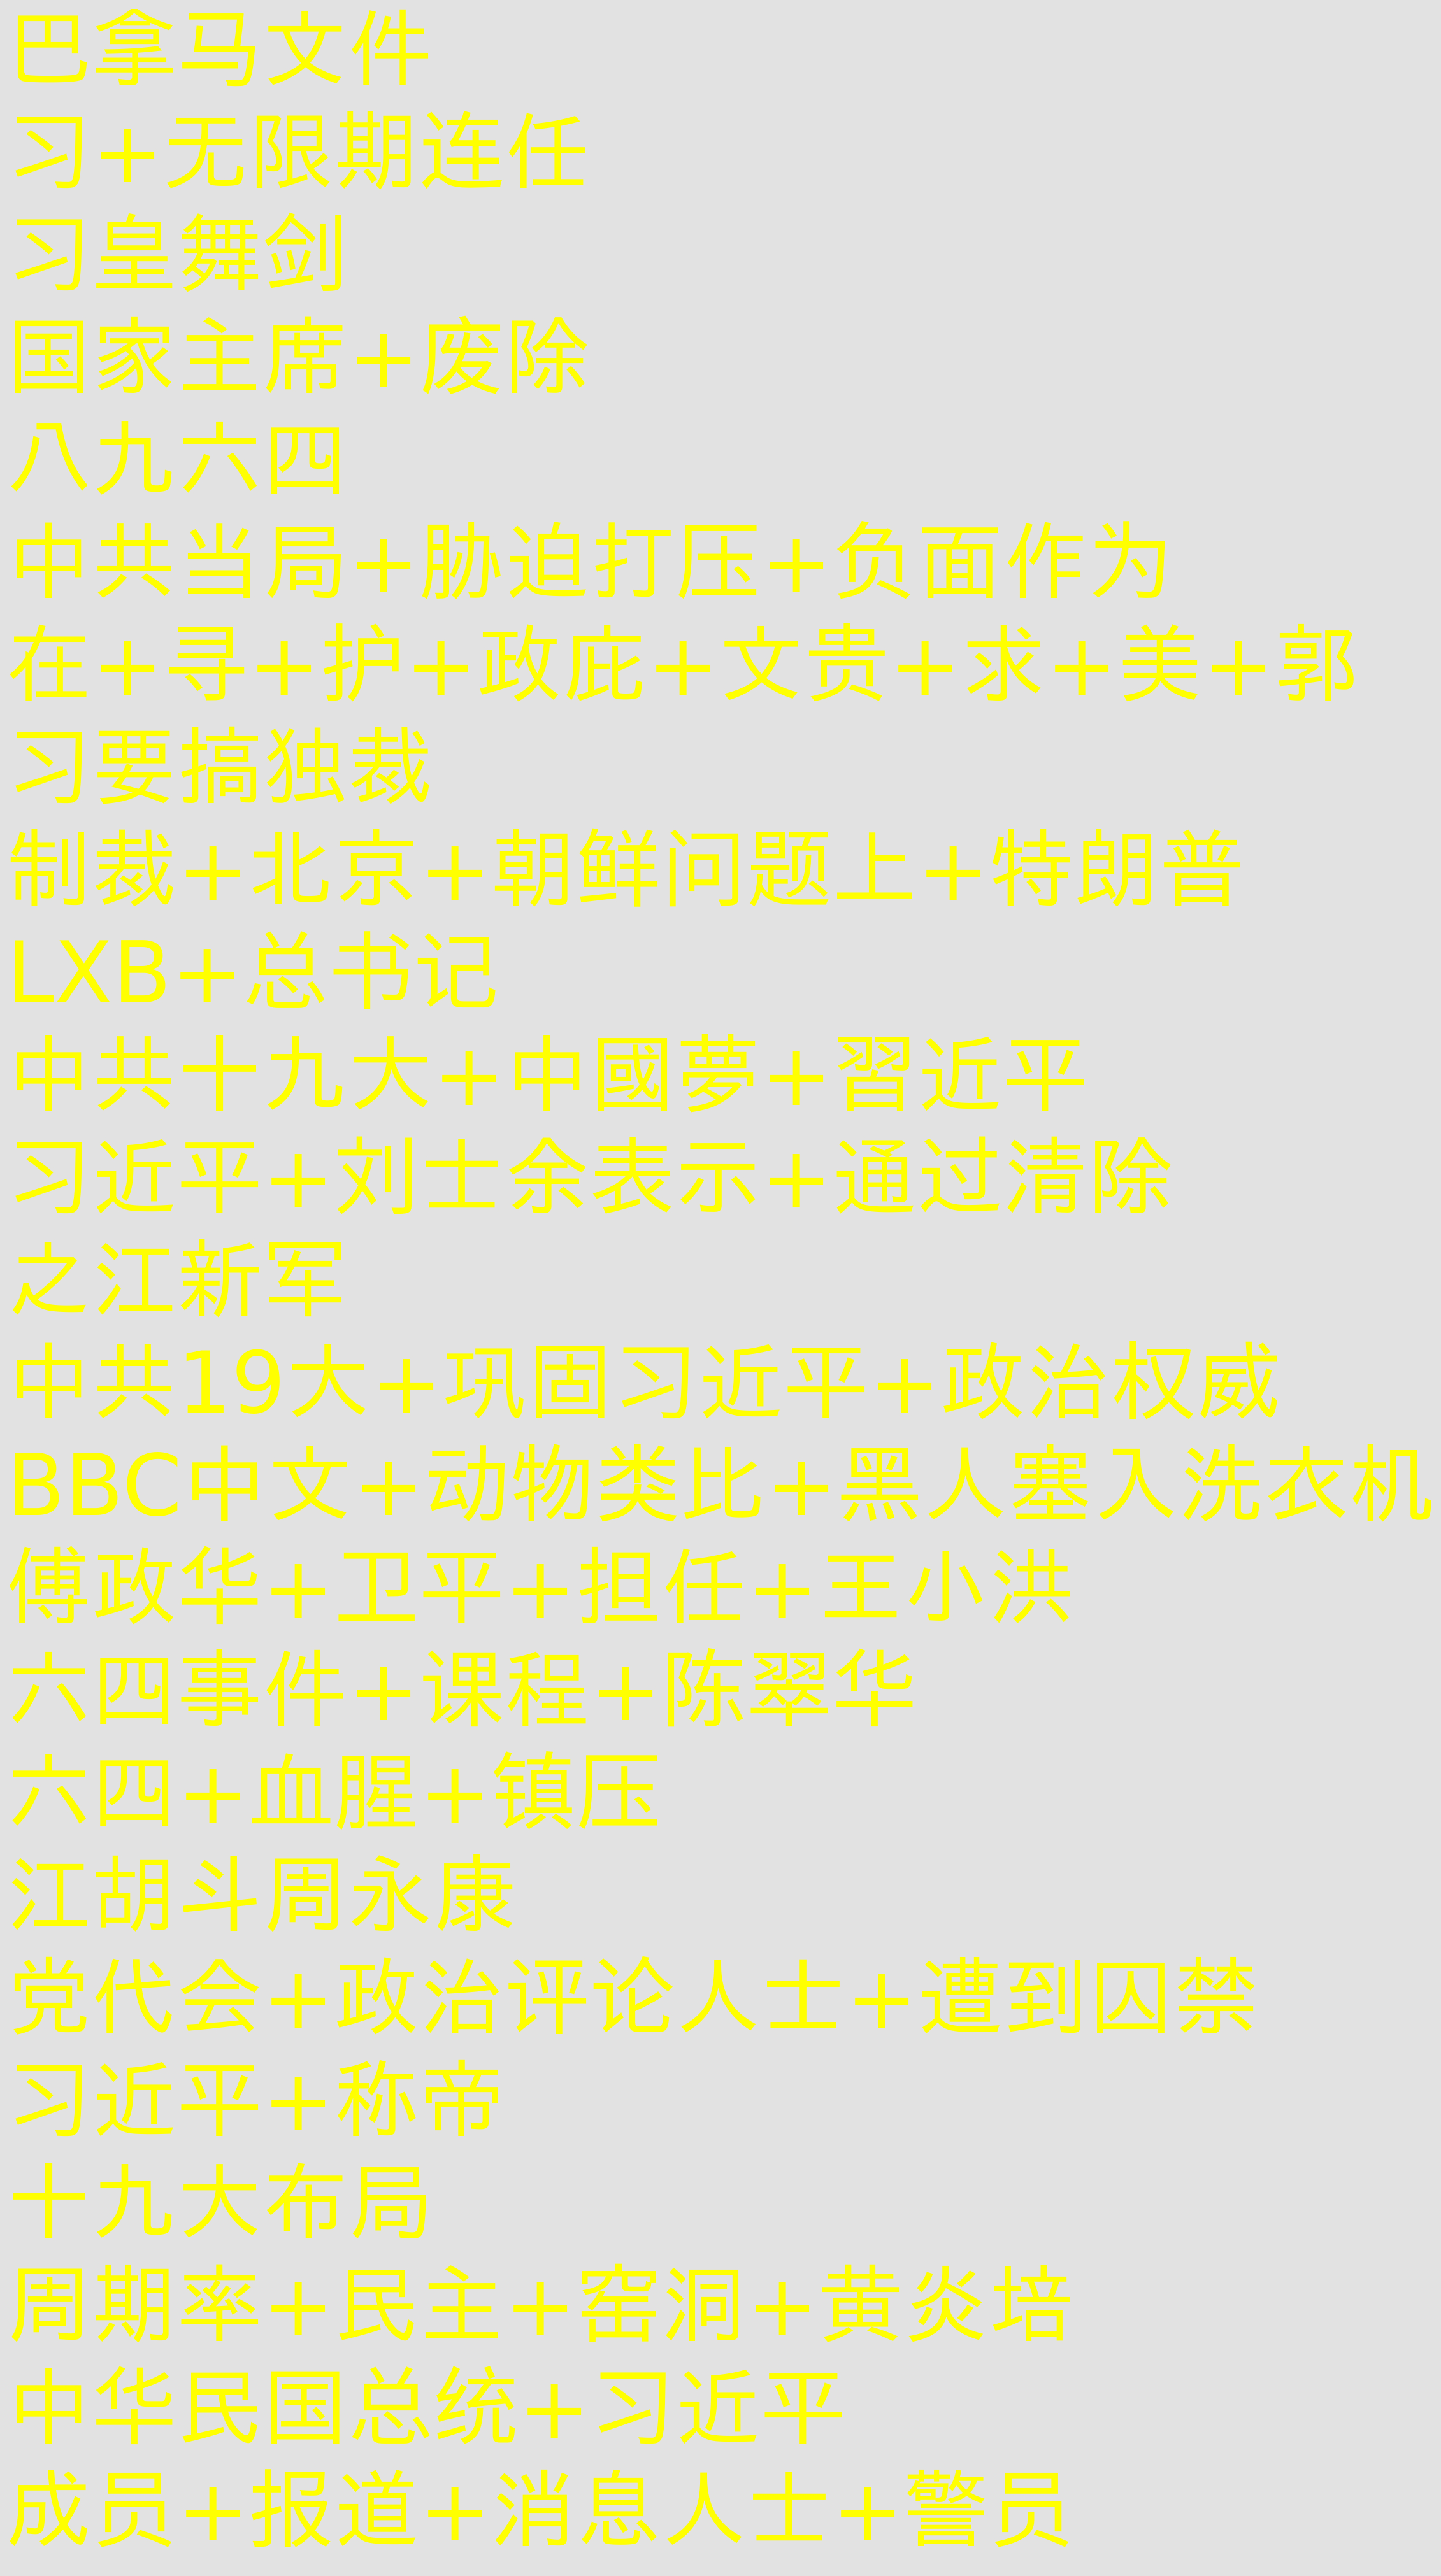 巴拿马文件
习+无限期连任
习皇舞剑
国家主席+废除
八九六四
中共当局+胁迫打压+负面作为
在+寻+护+政庇+文贵+求+美+郭
习要搞独裁
制裁+北京+朝鲜问题上+特朗普
LXB+总书记
中共十九大+中國夢+習近平
习近平+刘士余表示+通过清除
之江新军
中共19大+巩固习近平+政治权威
BBC中文+动物类比+黑人塞入洗衣机
傅政华+卫平+担任+王小洪
六四事件+课程+陈翠华
六四+血腥+镇压
江胡斗周永康
党代会+政治评论人士+遭到囚禁
习近平+称帝
十九大布局
周期率+民主+窑洞+黄炎培
中华民国总统+习近平
成员+报道+消息人士+警员